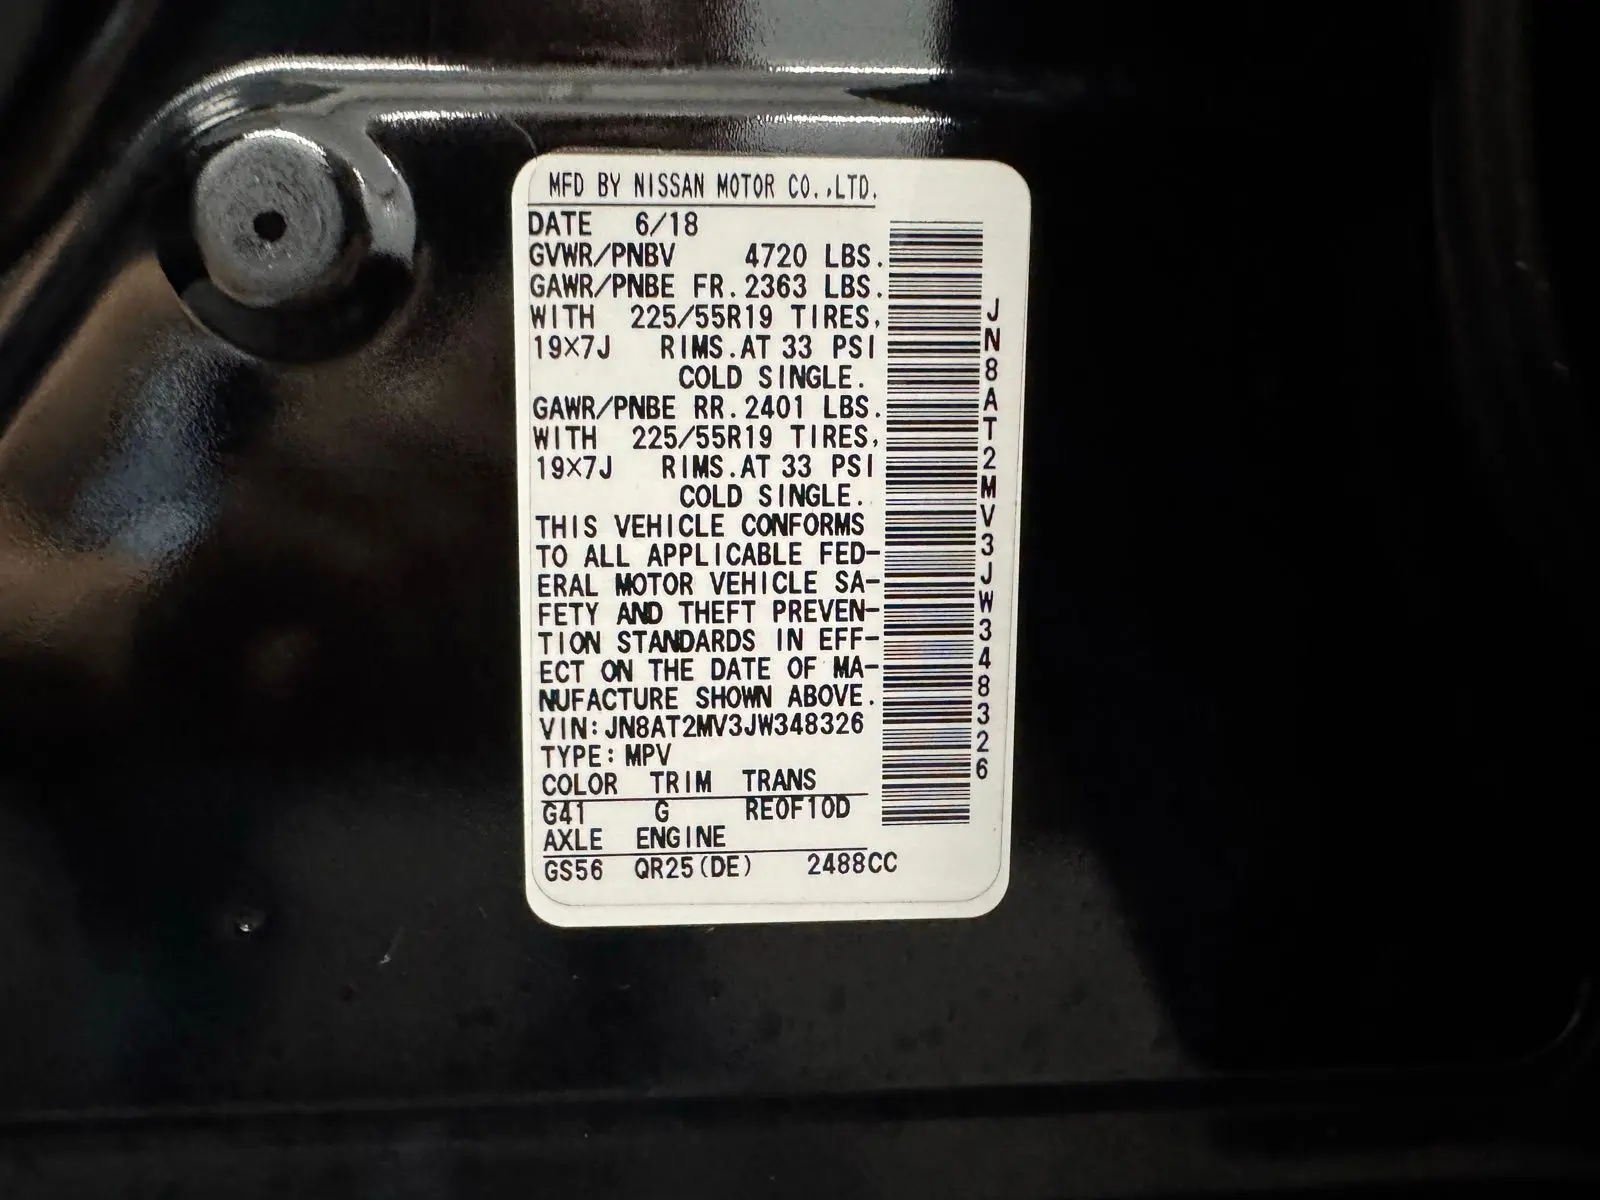 MFD BY NISSAN MOTOR CO.,LTD.
DATE 6/18
GVWR/PNBV 4720 LBS.
GAWR/PNBE FR. 2363 LBS.
WITH 225/55R19 TIRES,
19X7J RIMS. AT 33 PSI
COLD SINGLE.
GAWR/PNBE RR. 2401 LBS.
WITH 225/55R19 TIRES,
19X7J RIMS. AT 33 PSI
COLD SINGLE.
THIS VEHICLE CONFORMS
TO ALL APPLICABLE FED-
ERAL MOTOR VEHICLE SA-
FETY AND THEFT PREVEN-
TION STANDARDS IN EFF-
ECT ON THE DATE OF MA-
NUFACTURE SHOWN ABOVE.
VIN:JN8AT2MV3JW348326
TYPE: MPV
COLOR TRIM TRANS
G41 G RE0F10D
AXLE ENGINE
GS56 QR25(DE) 2488CC
JN8AT2MV3JW348326